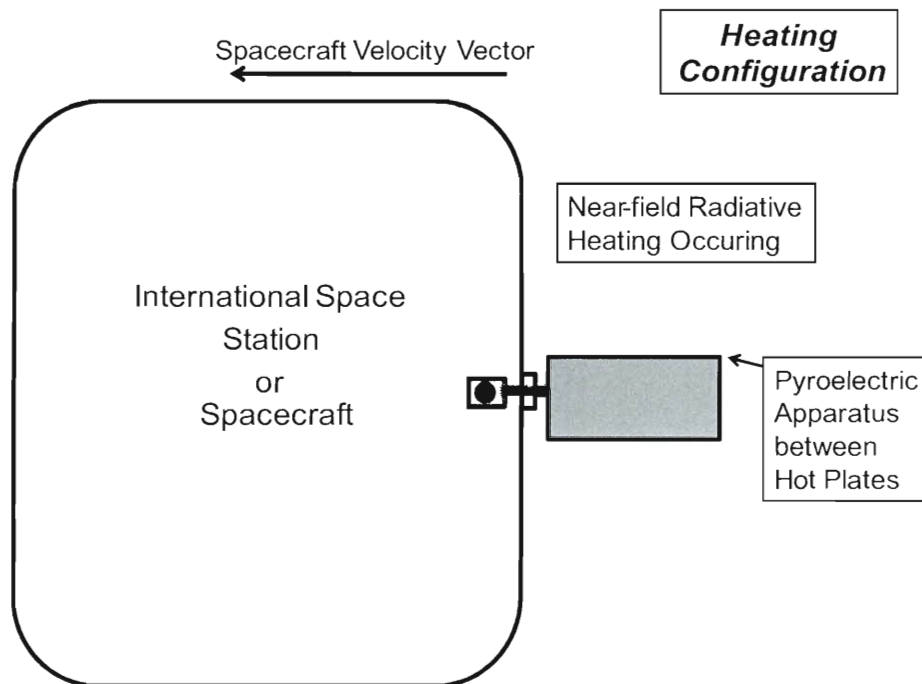 Spacecraft Velocity Vector
Heating
Configuration
Near-field Radiative
Heating Occuring
International Space
Station
or
Spacecraft
Pyroelectric
Apparatus
between
Hot Plates